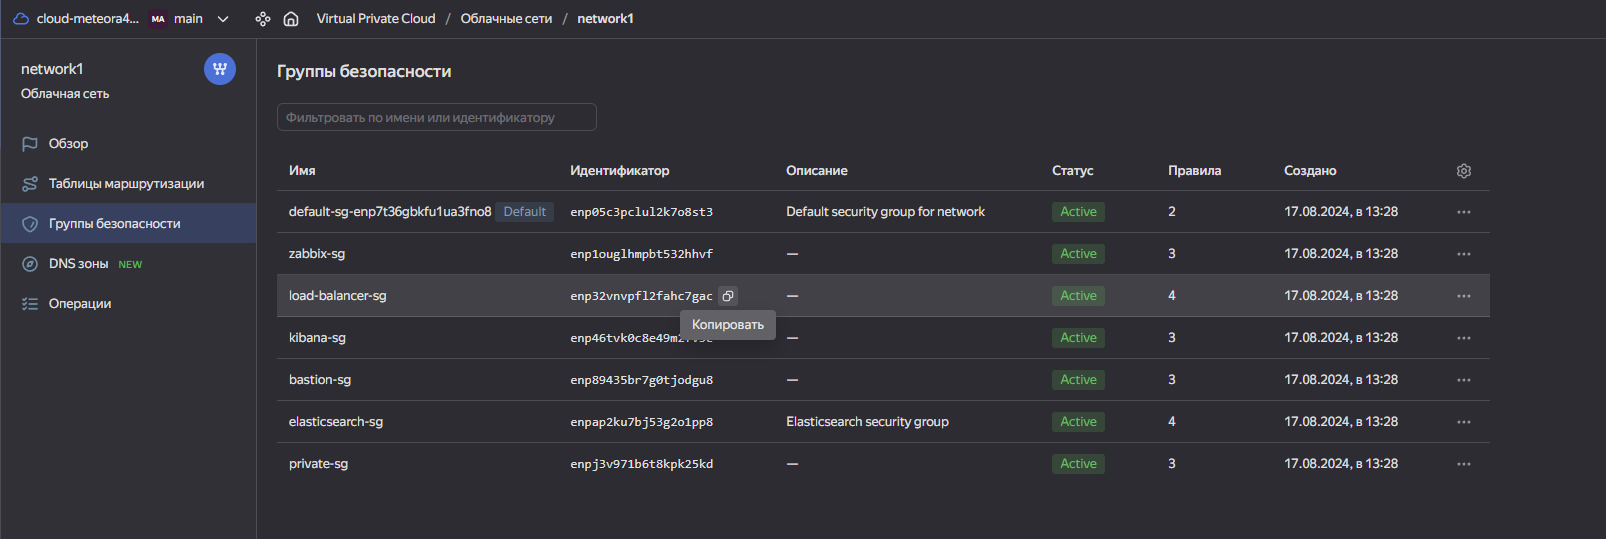 cloud-meteora4... MA main Virtual Private Cloud / Облачные сети / network1
network1
Облачная сеть
Обзор
Таблицы маршрутизации
Группы безопасности
DNS зоны NEW
Операции
Группы безопасности
Фильтровать по имени или идентификатору
Имя Идентификатор Описание Статус Правила Создано
default-sg-enp7t36gbkfu1ua3fno8 Default enp05c3pclul2k7o8st3 Default security group for network Active 2 17.08.2024, в 13:28
zabbix-sg enp1ouglhmpbt532hhvf — Active 3 17.08.2024, в 13:28
load-balancer-sg enp32vnvpfl2fahc7gac — Active 4 17.08.2024, в 13:28
Копировать
kibana-sg — Active 3 17.08.2024, в 13:28
bastion-sg enp89435br7g0tjodgu8 — Active 3 17.08.2024, в 13:28
elasticsearch-sg enpap2ku7bj53g2o1pp8 Elasticsearch security group Active 4 17.08.2024, в 13:28
private-sg enpj3v971b6t8kpk25kd — Active 3 17.08.2024, в 13:28